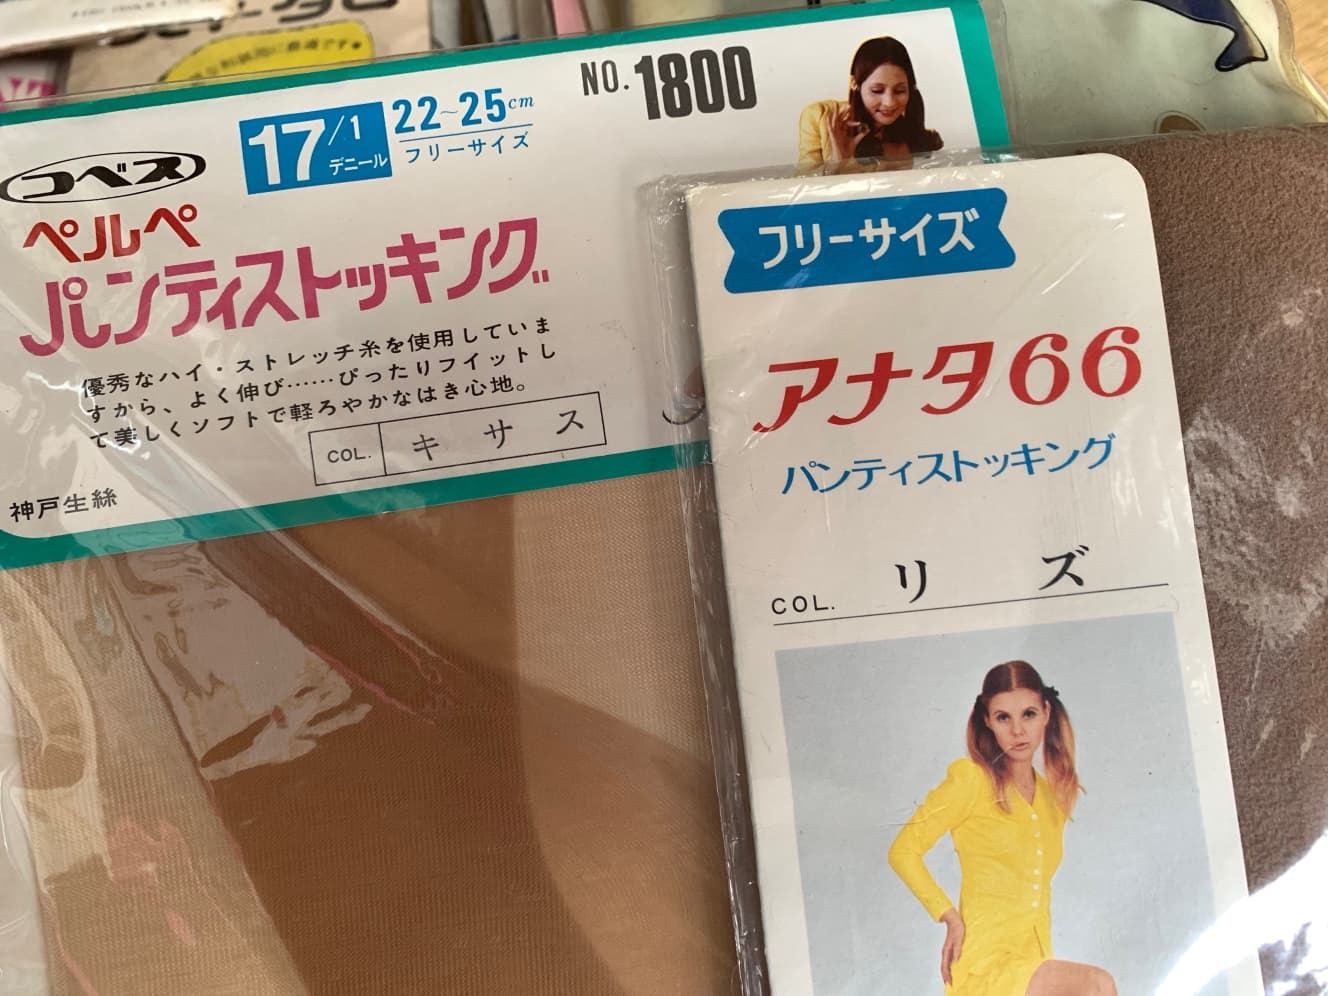 17/1
デニール
22~25cm
フリーサイズ
NO.1800
コベス
ペルペ
パンティストッキング
優秀なハイ・ストレッチ糸を使用していま
すから、よく伸び……ぴったりフイットし
て美しくソフトで軽ろやかなはき心地。
COL. キサス
神戸生絲
フリーサイズ
アナタ66
パンティストッキング
COL. リズ